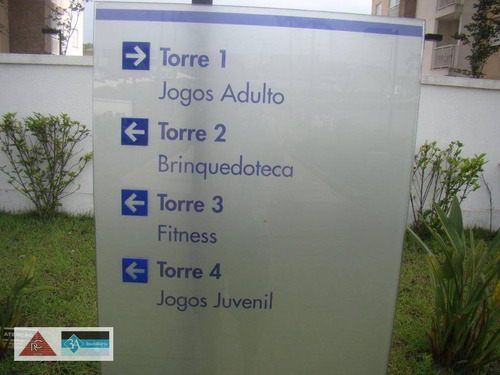 Torre 1
Jogos Adulto
Torre 2
Brinquedoteca
Torre 3
Fitness
Torre 4
Jogos Juvenil